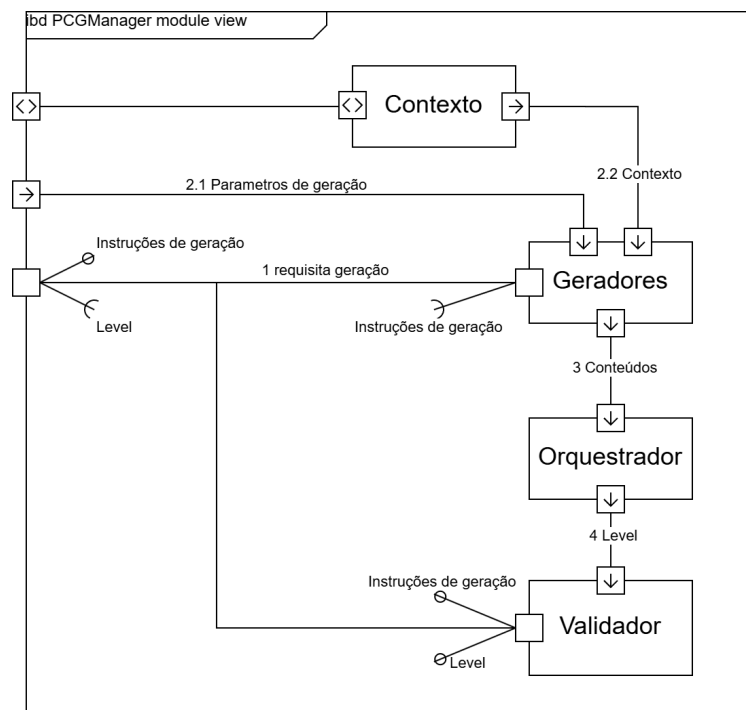 ibd PCGManager module view
Contexto
2.1 Parametros de geração
2.2 Contexto
Instruções de geração
1 requisita geração
Geradores
Level
Instruções de geração
3 Conteúdos
Orquestrador
4 Level
Instruções de geração
Validador
Level